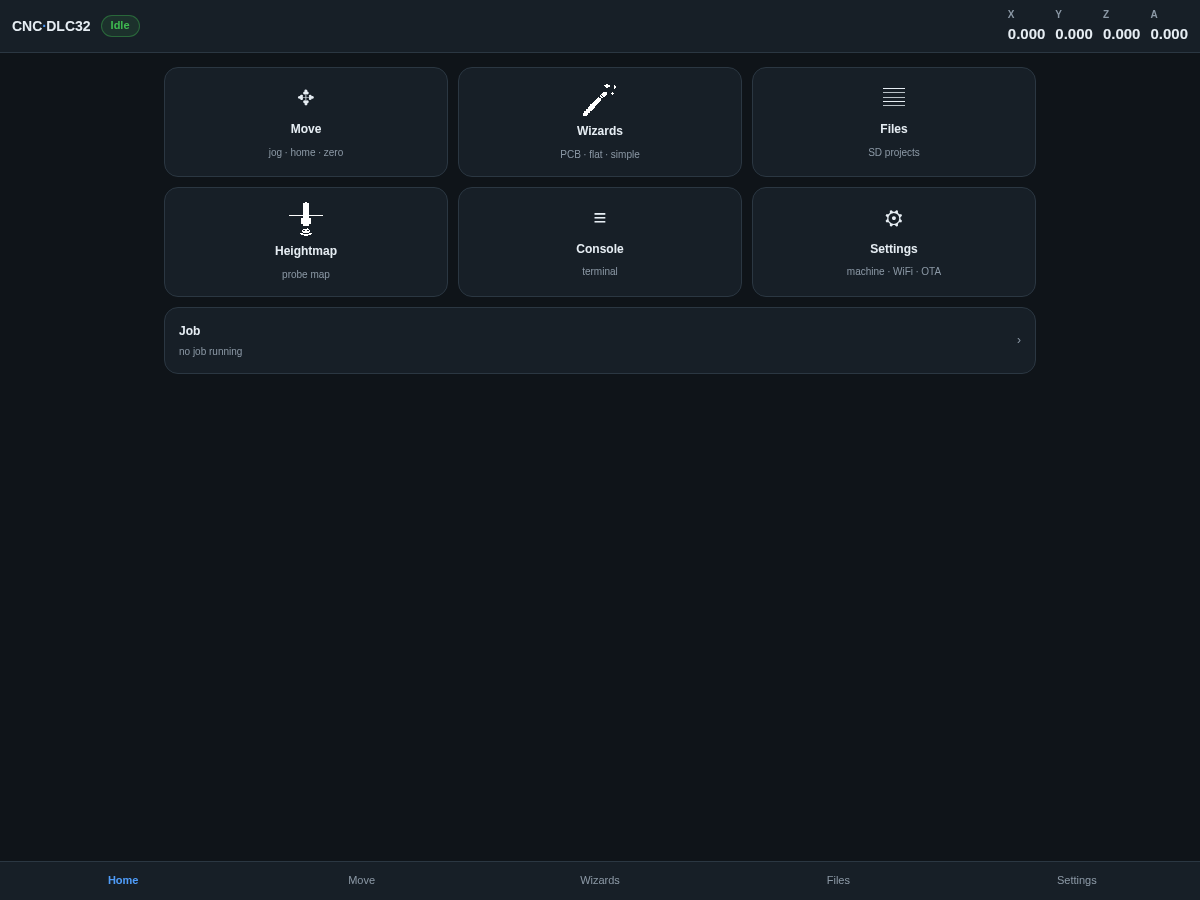 CNC·DLC32 Idle
X Y Z A
0.000 0.000 0.000 0.000
Move
jog · home · zero
Wizards
PCB · flat · simple
Files
SD projects
Heightmap
probe map
Console
terminal
Settings
machine · WiFi · OTA
Job
no job running
Home Move Wizards Files Settings